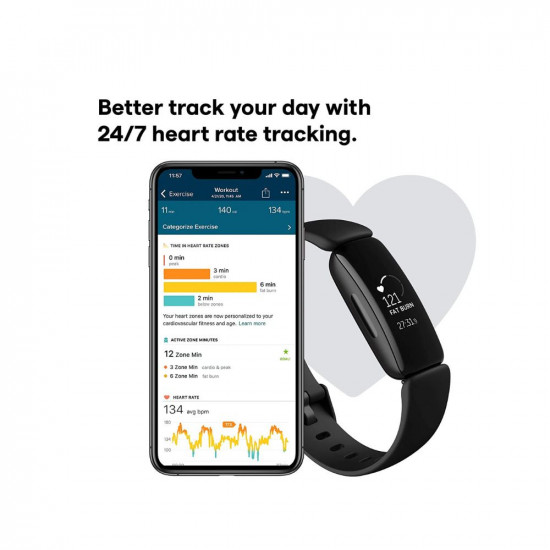 Better track your day with
24/7 heart rate tracking.
11:57
Exercise
Workout
11 min
140 cal
134 bpm
Categorize Exercise
TIME IN HEART RATE ZONES
0 min
peak
3 min
cardio
6 min
fat burn
2 min
below zones
Your heart zones are now personalized to your
cardiovascular fitness and age. Learn more
ACTIVE ZONE MINUTES
12 Zone Min
3 Zone Min cardio & peak
6 Zone Min fat burn
HEART RATE
134 avg bpm
121
FAT BURN